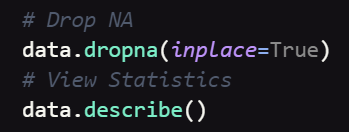 # Drop NA
data.dropna(inplace=True)
# View Statistics
data.describe()